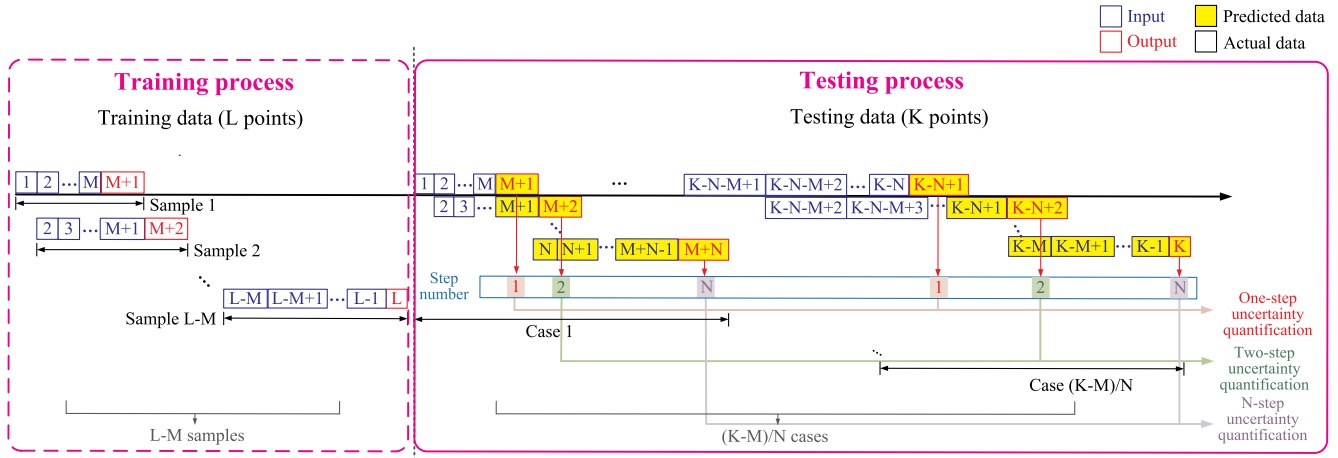 Input
Predicted data
Output
Actual data
Training process
Testing process
Training data (L points)
Testing data (K points)
1 2 ... M M+1
1 2 ... M M+1 ... K-N-M+1 K-N-M+2 ... K-N K-N+1
Sample 1
2 3 ... M+1 M+2 K-N-M+2 K-N-M+3 ... K-N+1 K-N+2
2 3 ... M+1 M+2
Sample 2
N N+1 ... M+N-1 M+N
K-M K-M+1 ... K-1 K
Step
number
1 2 N 1 2 N
L-M L-M+1 ... L-1 L
Sample L-M
Case 1
One-step
uncertainty
quantification
Two-step
uncertainty
quantification
Case (K-M)/N
N-step
uncertainty
quantification
L-M samples
(K-M)/N cases